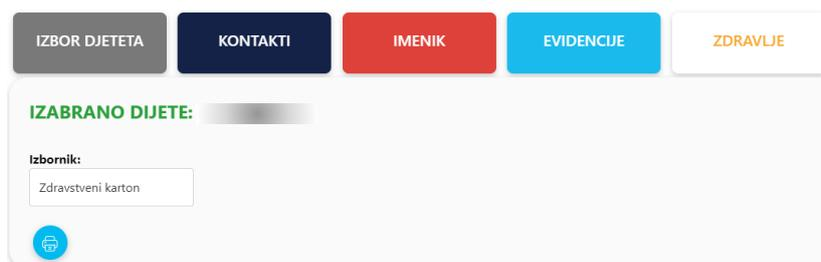 IZBOR DJETETA
KONTAKTI
IMENIK
EVIDENCIJE
ZDRAVLJE
IZABRANO DIJETE:
Izbornik:
Zdravstveni karton